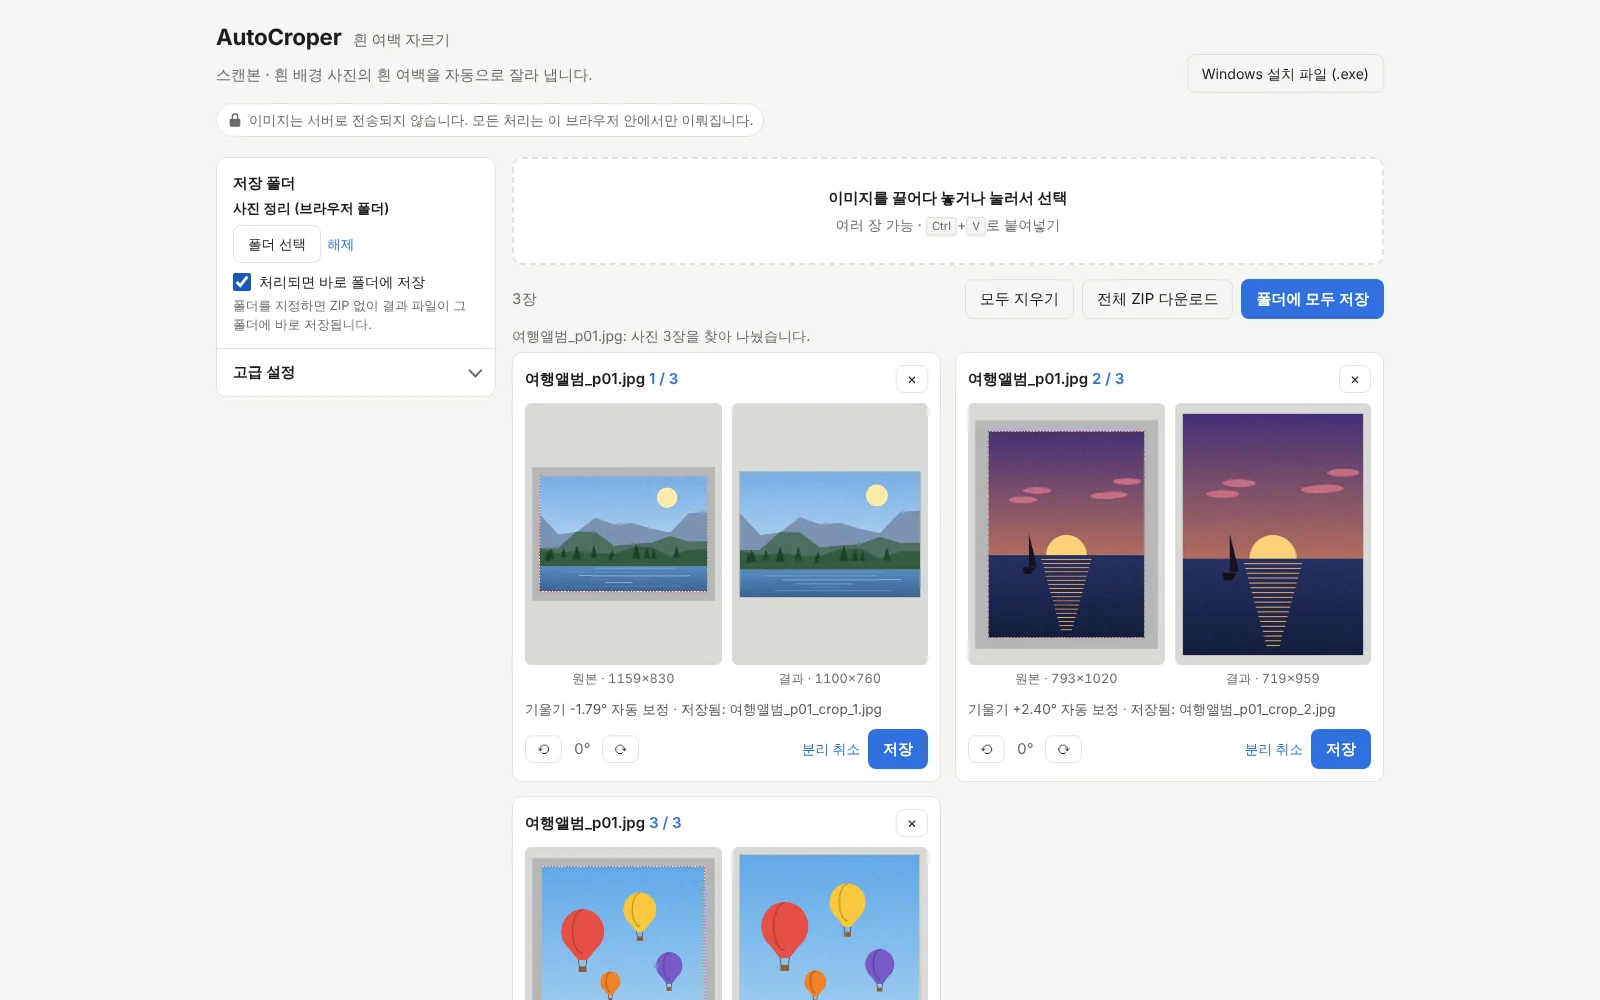 AutoCroper 흰 여백 자르기
스캔본 · 흰 배경 사진의 흰 여백을 자동으로 잘라 냅니다.
Windows 설치 파일 (.exe)
이미지는 서버로 전송되지 않습니다. 모든 처리는 이 브라우저 안에서만 이뤄집니다.
저장 폴더
사진 정리 (브라우저 폴더)
폴더 선택 해제
처리되면 바로 폴더에 저장
폴더를 지정하면 ZIP 없이 결과 파일이 그
폴더에 바로 저장됩니다.
고급 설정
이미지를 끌어다 놓거나 눌러서 선택
여러 장 가능 · Ctrl+V로 붙여넣기
3장
모두 지우기 전체 ZIP 다운로드 폴더에 모두 저장
여행앨범_p01.jpg: 사진 3장을 찾아 나눴습니다.
여행앨범_p01.jpg 1 / 3 ×
원본 · 1159×830 결과 · 1100×760
기울기 -1.79° 자동 보정 · 저장됨: 여행앨범_p01_crop_1.jpg
0° 분리 취소 저장
여행앨범_p01.jpg 2 / 3 ×
원본 · 793×1020 결과 · 719×959
기울기 +2.40° 자동 보정 · 저장됨: 여행앨범_p01_crop_2.jpg
0° 분리 취소 저장
여행앨범_p01.jpg 3 / 3 ×